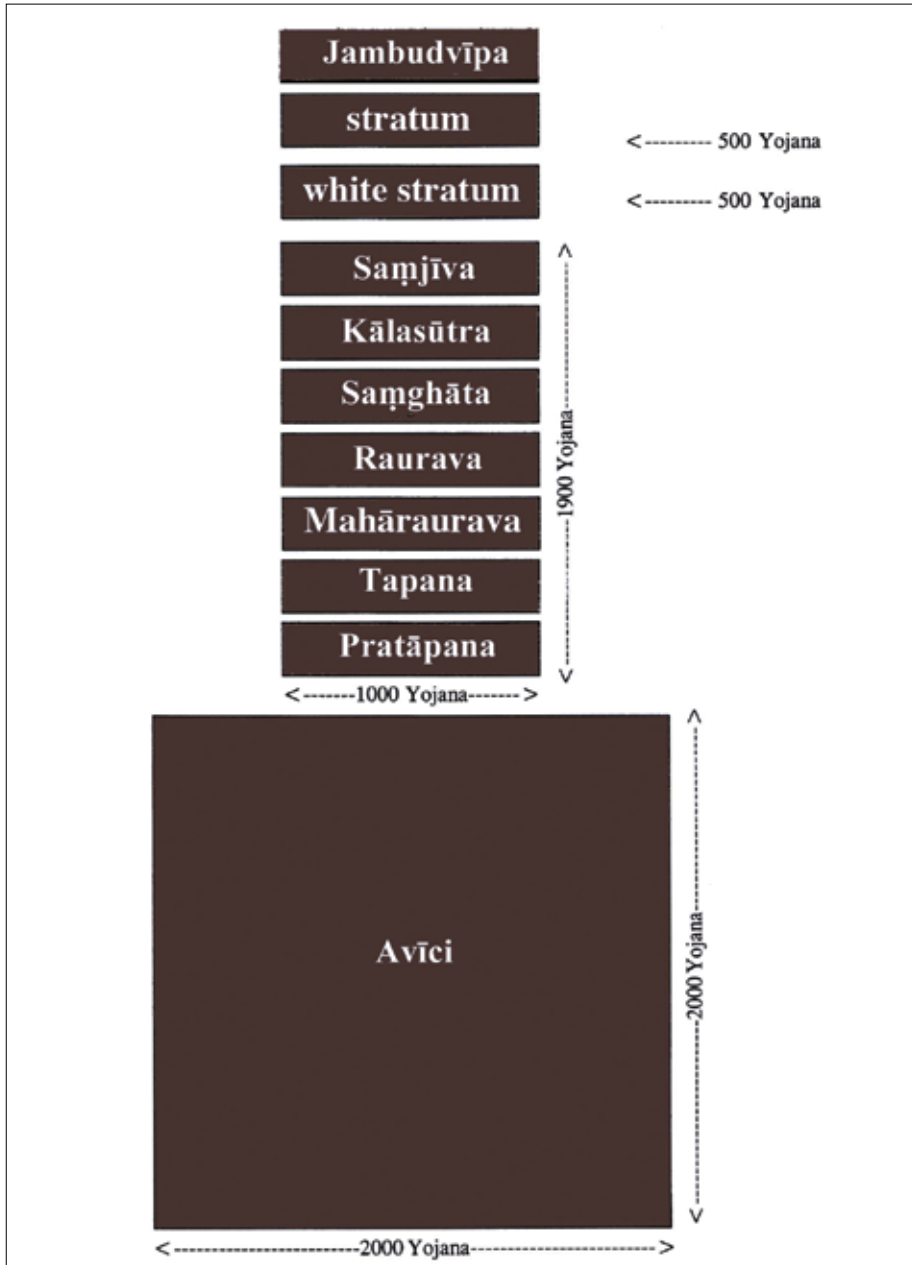 Jambudvīpa
stratum
<--------- 500 Yojana
white stratum
<--------- 500 Yojana
Saṃjīva
Kālasūtra
Saṃghāta
Raurava
Mahāraurava
Tapana
Pratāpana
1900 Yojana
<-------1000 Yojana------->
Avīci
2000 Yojana
<---------------------2000 Yojana--------------------->